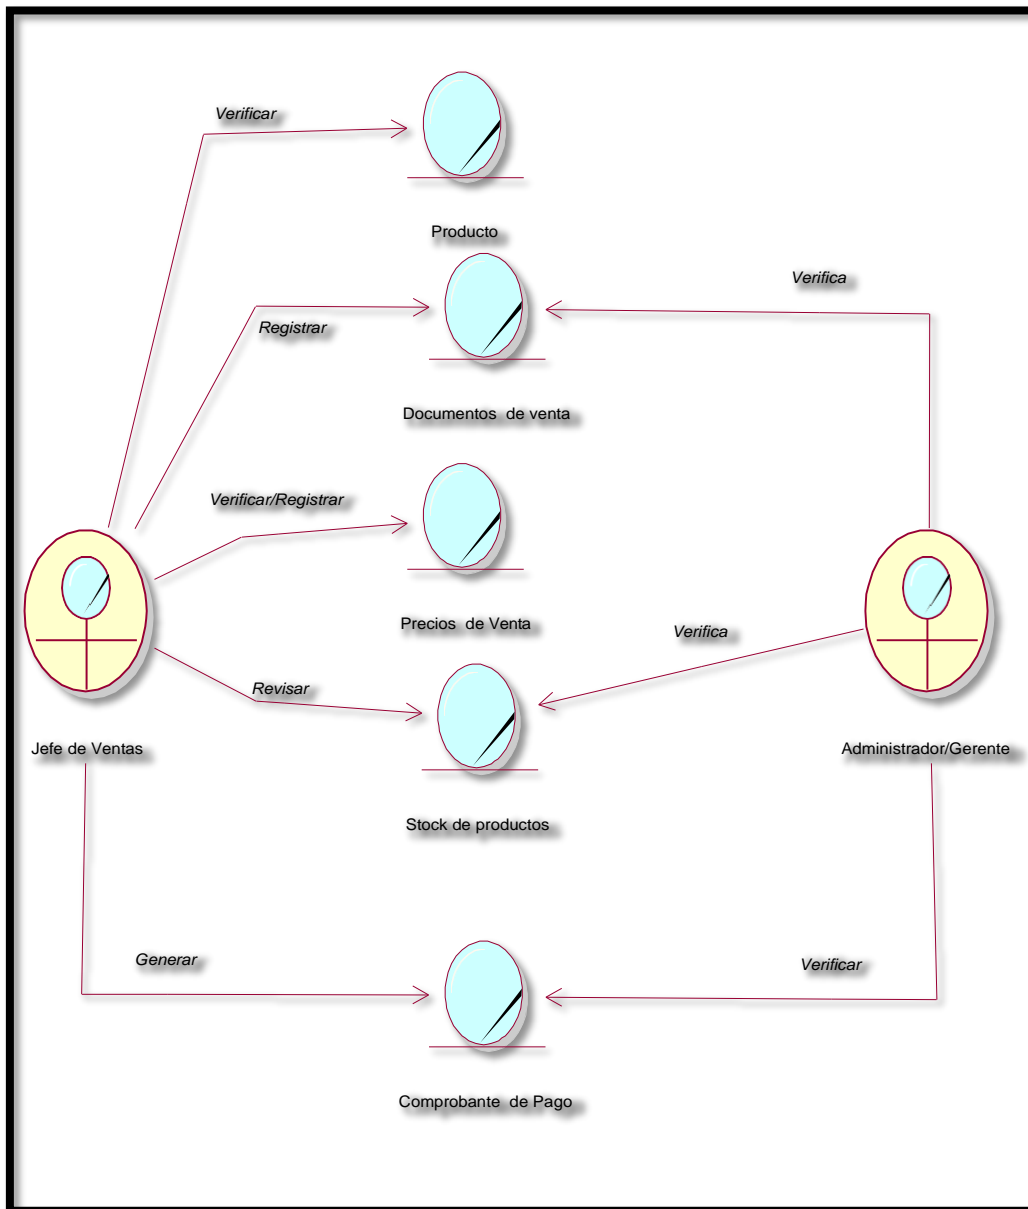 Verificar
Producto
Verifica
Registrar
Documentos de venta
Verificar/Registrar
Precios de Venta
Verifica
Revisar
Jefe de Ventas
Administrador/Gerente
Stock de productos
Generar
Verificar
Comprobante de Pago